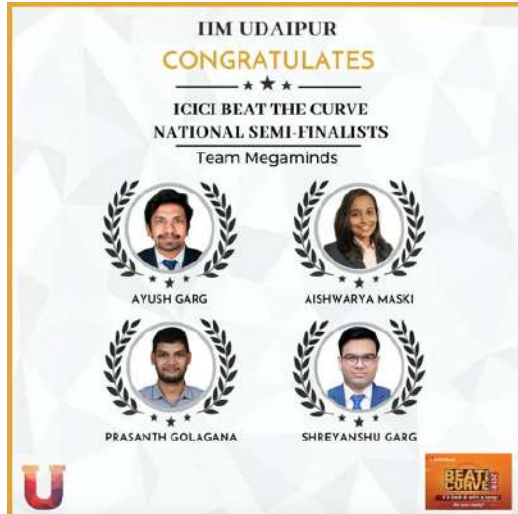 IIM UDAIPUR
CONGRATULATES
ICICI BEAT THE CURVE
NATIONAL SEMI-FINALISTS
Team Megaminds
AYUSH GARG
AISHWARYA MASKI
PRASANTH GOLAGANA
SHREYANSHU GARG
U
BEAT
CURVE